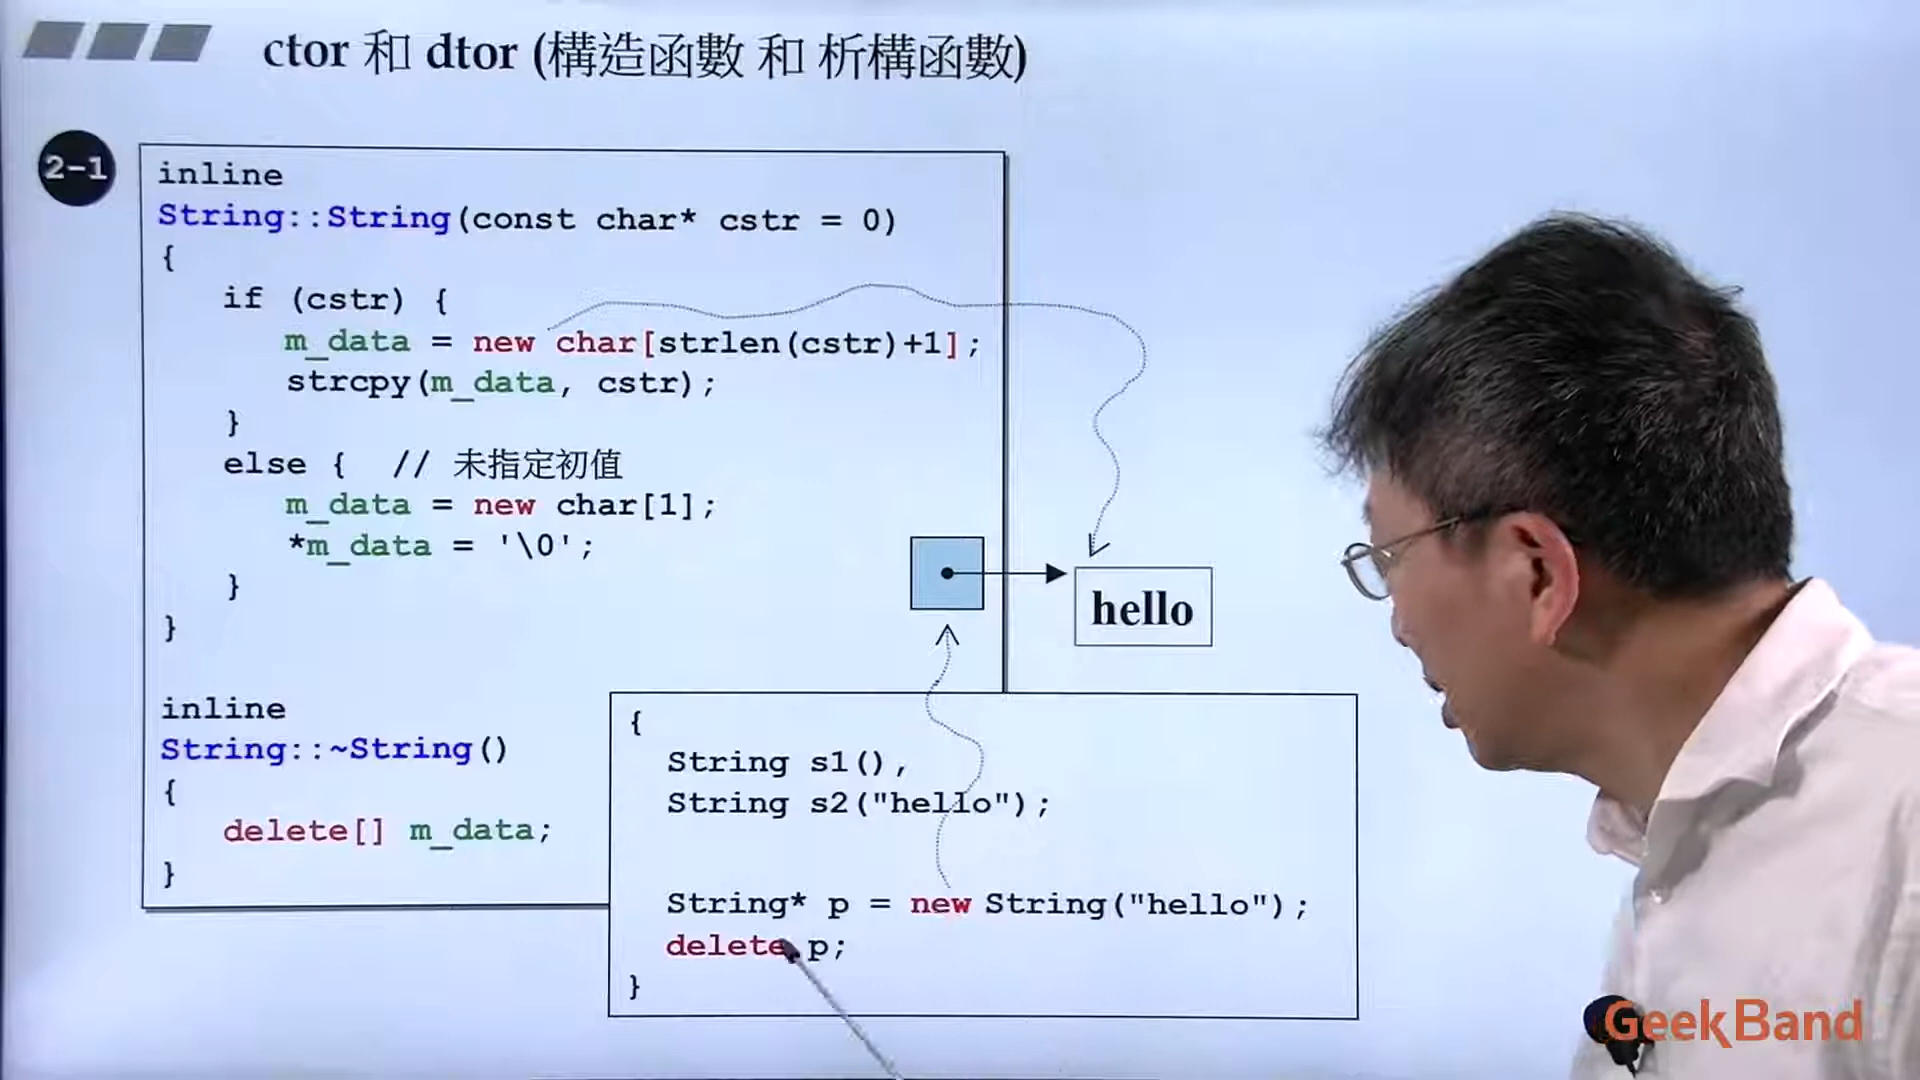 ctor 和 dtor (構造函數 和 析構函數)
2-1
inline
String::String(const char* cstr = 0)
{
if (cstr) {
m_data = new char[strlen(cstr)+1];
strcpy(m_data, cstr);
}
else { // 未指定初值
m_data = new char[1];
*m_data = '\0';
}
}
inline
String::~String()
{
delete[] m_data;
}
hello
{
String s1(),
String s2("hello");
String* p = new String("hello");
delete p;
}
GeekBand